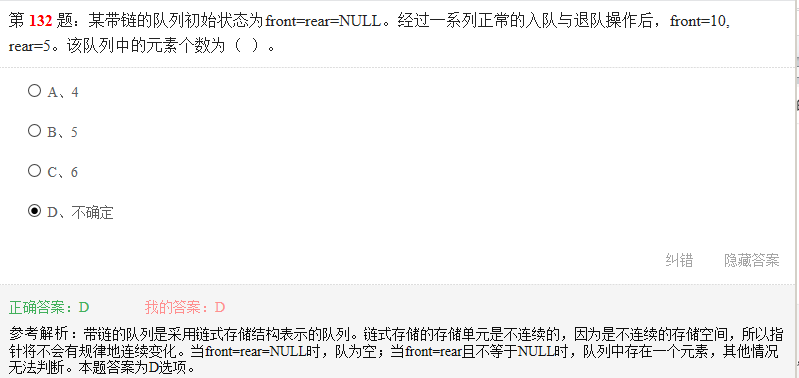 第 132 题：某带链的队列初始状态为front=rear=NULL。经过一系列正常的入队与退队操作后，front=10,
rear=5。该队列中的元素个数为（ ）。
A、4
B、5
C、6
D、不确定
纠错 隐藏答案
正确答案：D 我的答案：D
参考解析：带链的队列是采用链式存储结构表示的队列。链式存储的存储单元是不连续的，因为是不连续的存储空间，所以指
针将不会有规律地连续变化。当front=rear=NULL时，队为空；当front=rear且不等于NULL时，队列中存在一个元素，其他情况
无法判断。本题答案为D选项。